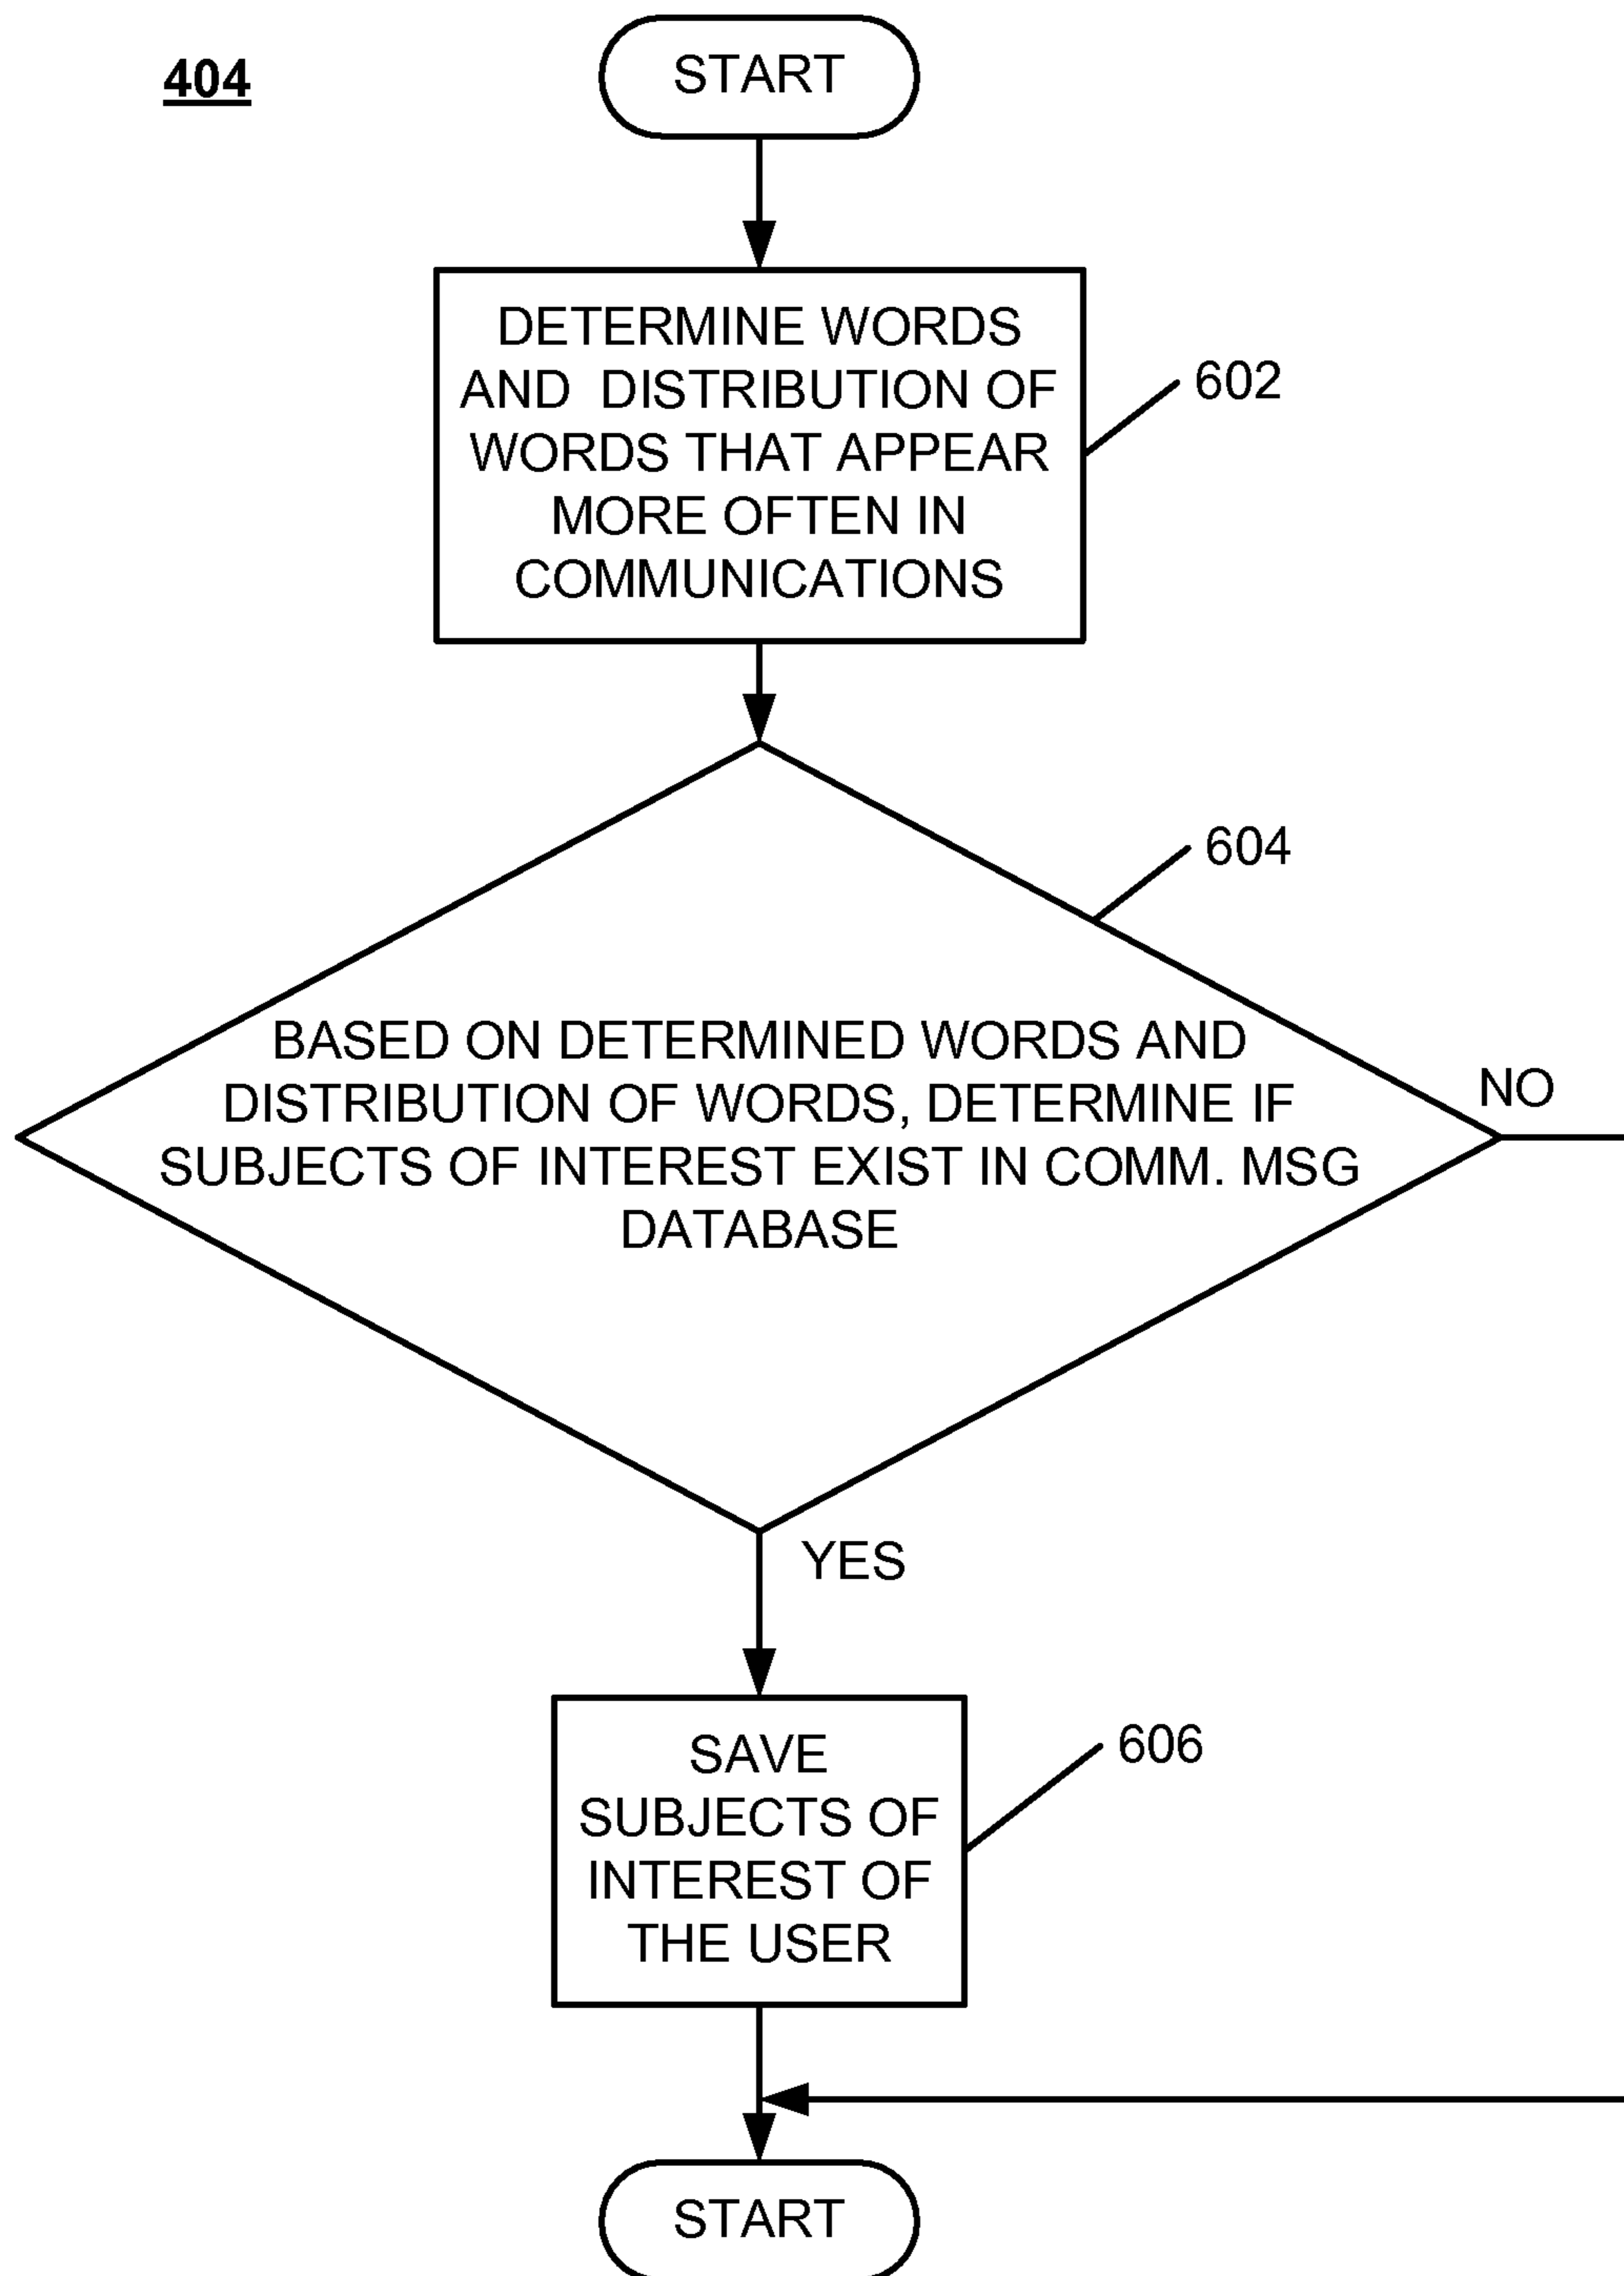 404
START
DETERMINE WORDS
AND DISTRIBUTION OF
WORDS THAT APPEAR
MORE OFTEN IN
COMMUNICATIONS
602
604
BASED ON DETERMINED WORDS AND
DISTRIBUTION OF WORDS, DETERMINE IF
SUBJECTS OF INTEREST EXIST IN COMM. MSG
DATABASE
NO
YES
SAVE
SUBJECTS OF
INTEREST OF
THE USER
606
START